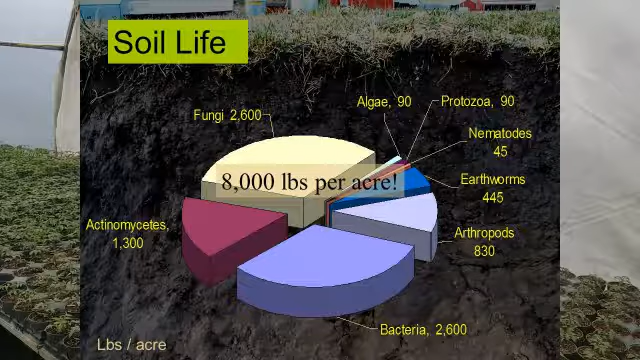 Soil Life
Algae, 90
Protozoa, 90
Fungi 2,600
Nematodes
45
8,000 lbs per acre!
Earthworms
445
Actinomycetes,
1,300
Arthropods
830
Bacteria, 2,600
Lbs / acre